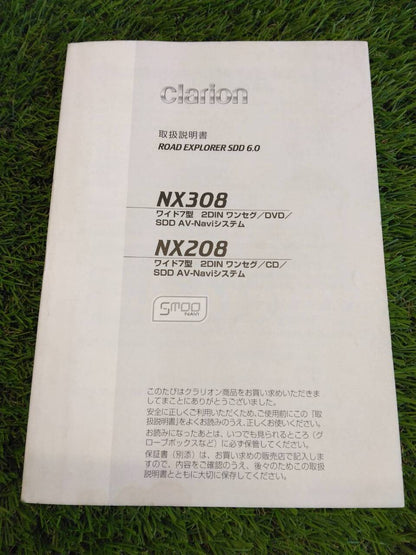 clarion
取扱説明書
ROAD EXPLORER SDD 6.0
NX308
ワイド7型 2DIN ワンセグ/DVD/
SDD AV-Naviシステム
NX208
ワイド7型 2DIN ワンセグ/CD/
SDD AV-Naviシステム
SMOO
NAVI
このたびはクラリオン商品をお買い求めいただきま
してまことにありがとうございました。
安全に正しくご利用いただくため、ご使用前にこの「取
扱説明書」をよくお読みのうえ、正しくお使いください。
お読みになったあとは、いつでも見られるところ(グ
ローブボックスなど)に必ず保管してください。
保証書(別添)は、お買い求めの販売店で記入しま
すので、内容をご確認のうえ、後々のためこの取扱
説明書とともに大切に保存してください。